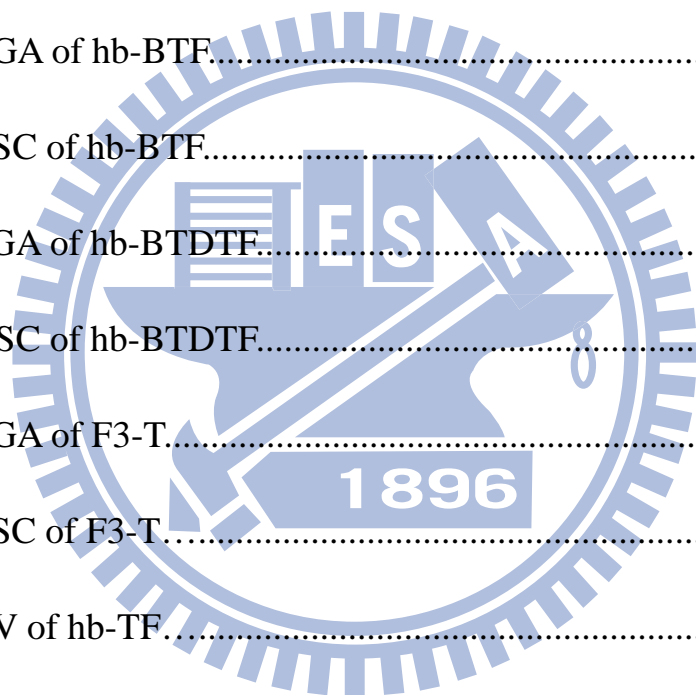 GA of hb-BTF.....................................................
SC of hb-BTF.....................................................
E S A
GA of hb-BTDTF................................................
SC of hb-BTDTF................................................
GA of F3-T..........................................................
1896
SC of F3-T..........................................................
V of hb-TF..........................................................